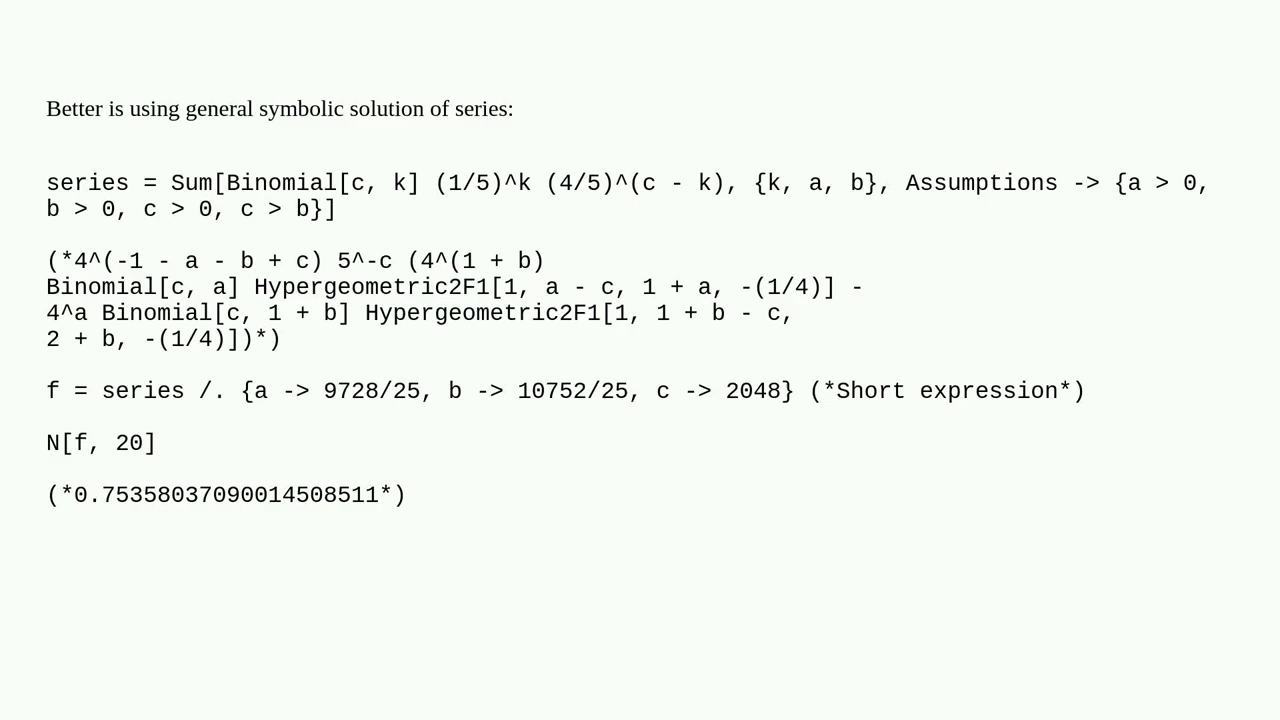 Better is using general symbolic solution of series:
series = Sum[Binomial[c, k] (1/5)^k (4/5)^(c - k), {k, a, b}, Assumptions -> {a > 0,
b > 0, c > 0, c > b}]
(*4^(-1 - a - b + c) 5^-c (4^(1 + b)
Binomial[c, a] Hypergeometric2F1[1, a - c, 1 + a, -(1/4)] -
4^a Binomial[c, 1 + b] Hypergeometric2F1[1, 1 + b - c,
2 + b, -(1/4)])*)
f = series /. {a -> 9728/25, b -> 10752/25, c -> 2048} (*Short expression*)
N[f, 20]
(*0.75358037090014508511*)